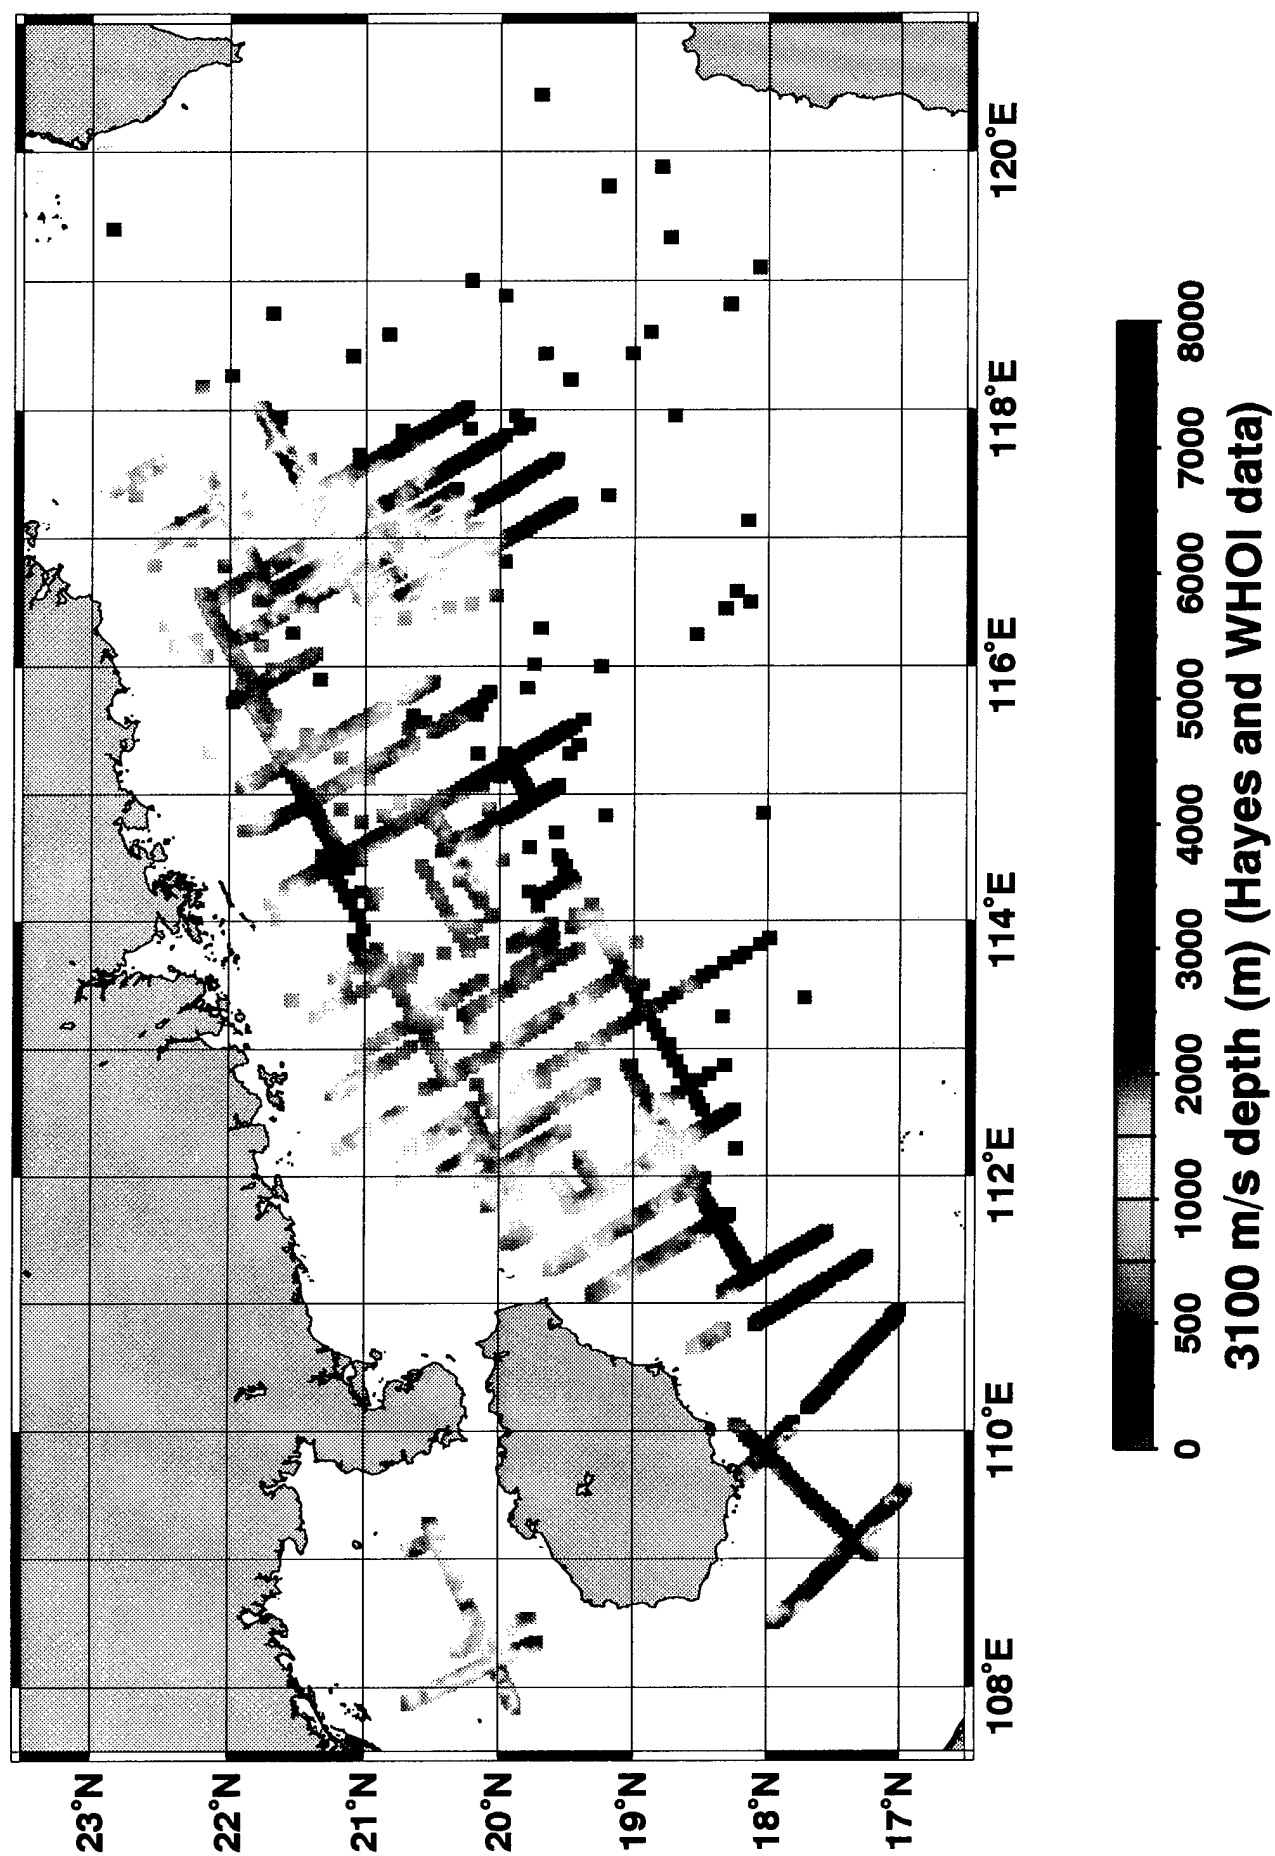 23°N
22°N
21°N
20°N
19°N
18°N
17°N
108°E
110°E
112°E
114°E
116°E
118°E
120°E
0 500 1000 2000 3000 4000 5000 6000 7000 8000
3100 m/s depth (m) (Hayes and WHOI data)